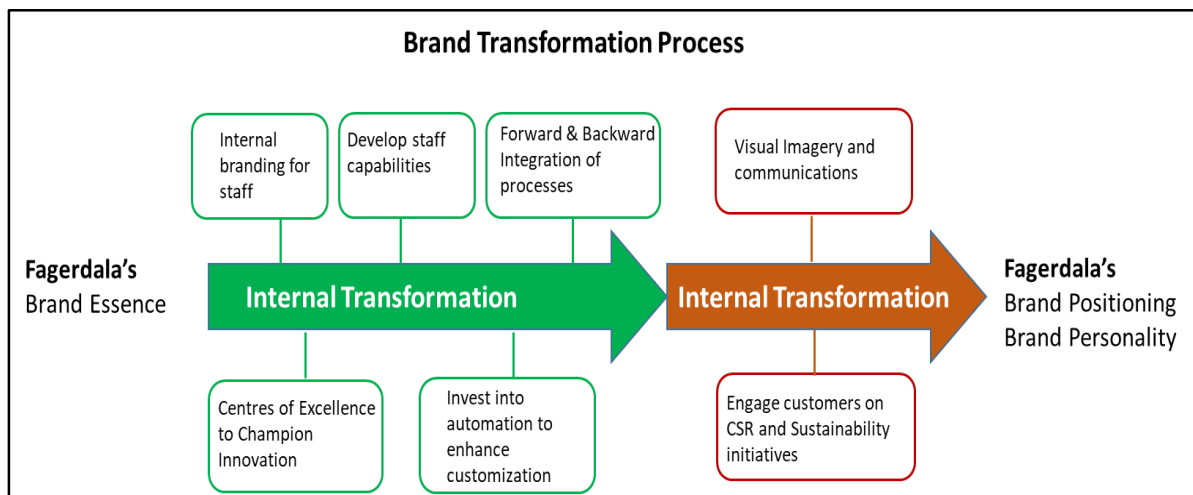 Brand Transformation Process
Internal
branding for
staff
Develop staff
capabilities
Forward & Backward
Integration of
processes
Visual Imagery and
communications
Fagerdala's
Brand Essence
Internal Transformation
Internal Transformation
Fagerdala's
Brand Positioning
Brand Personality
Centres of Excellence
to Champion
Innovation
Invest into
automation to
enhance
customization
Engage customers on
CSR and Sustainability
initiatives